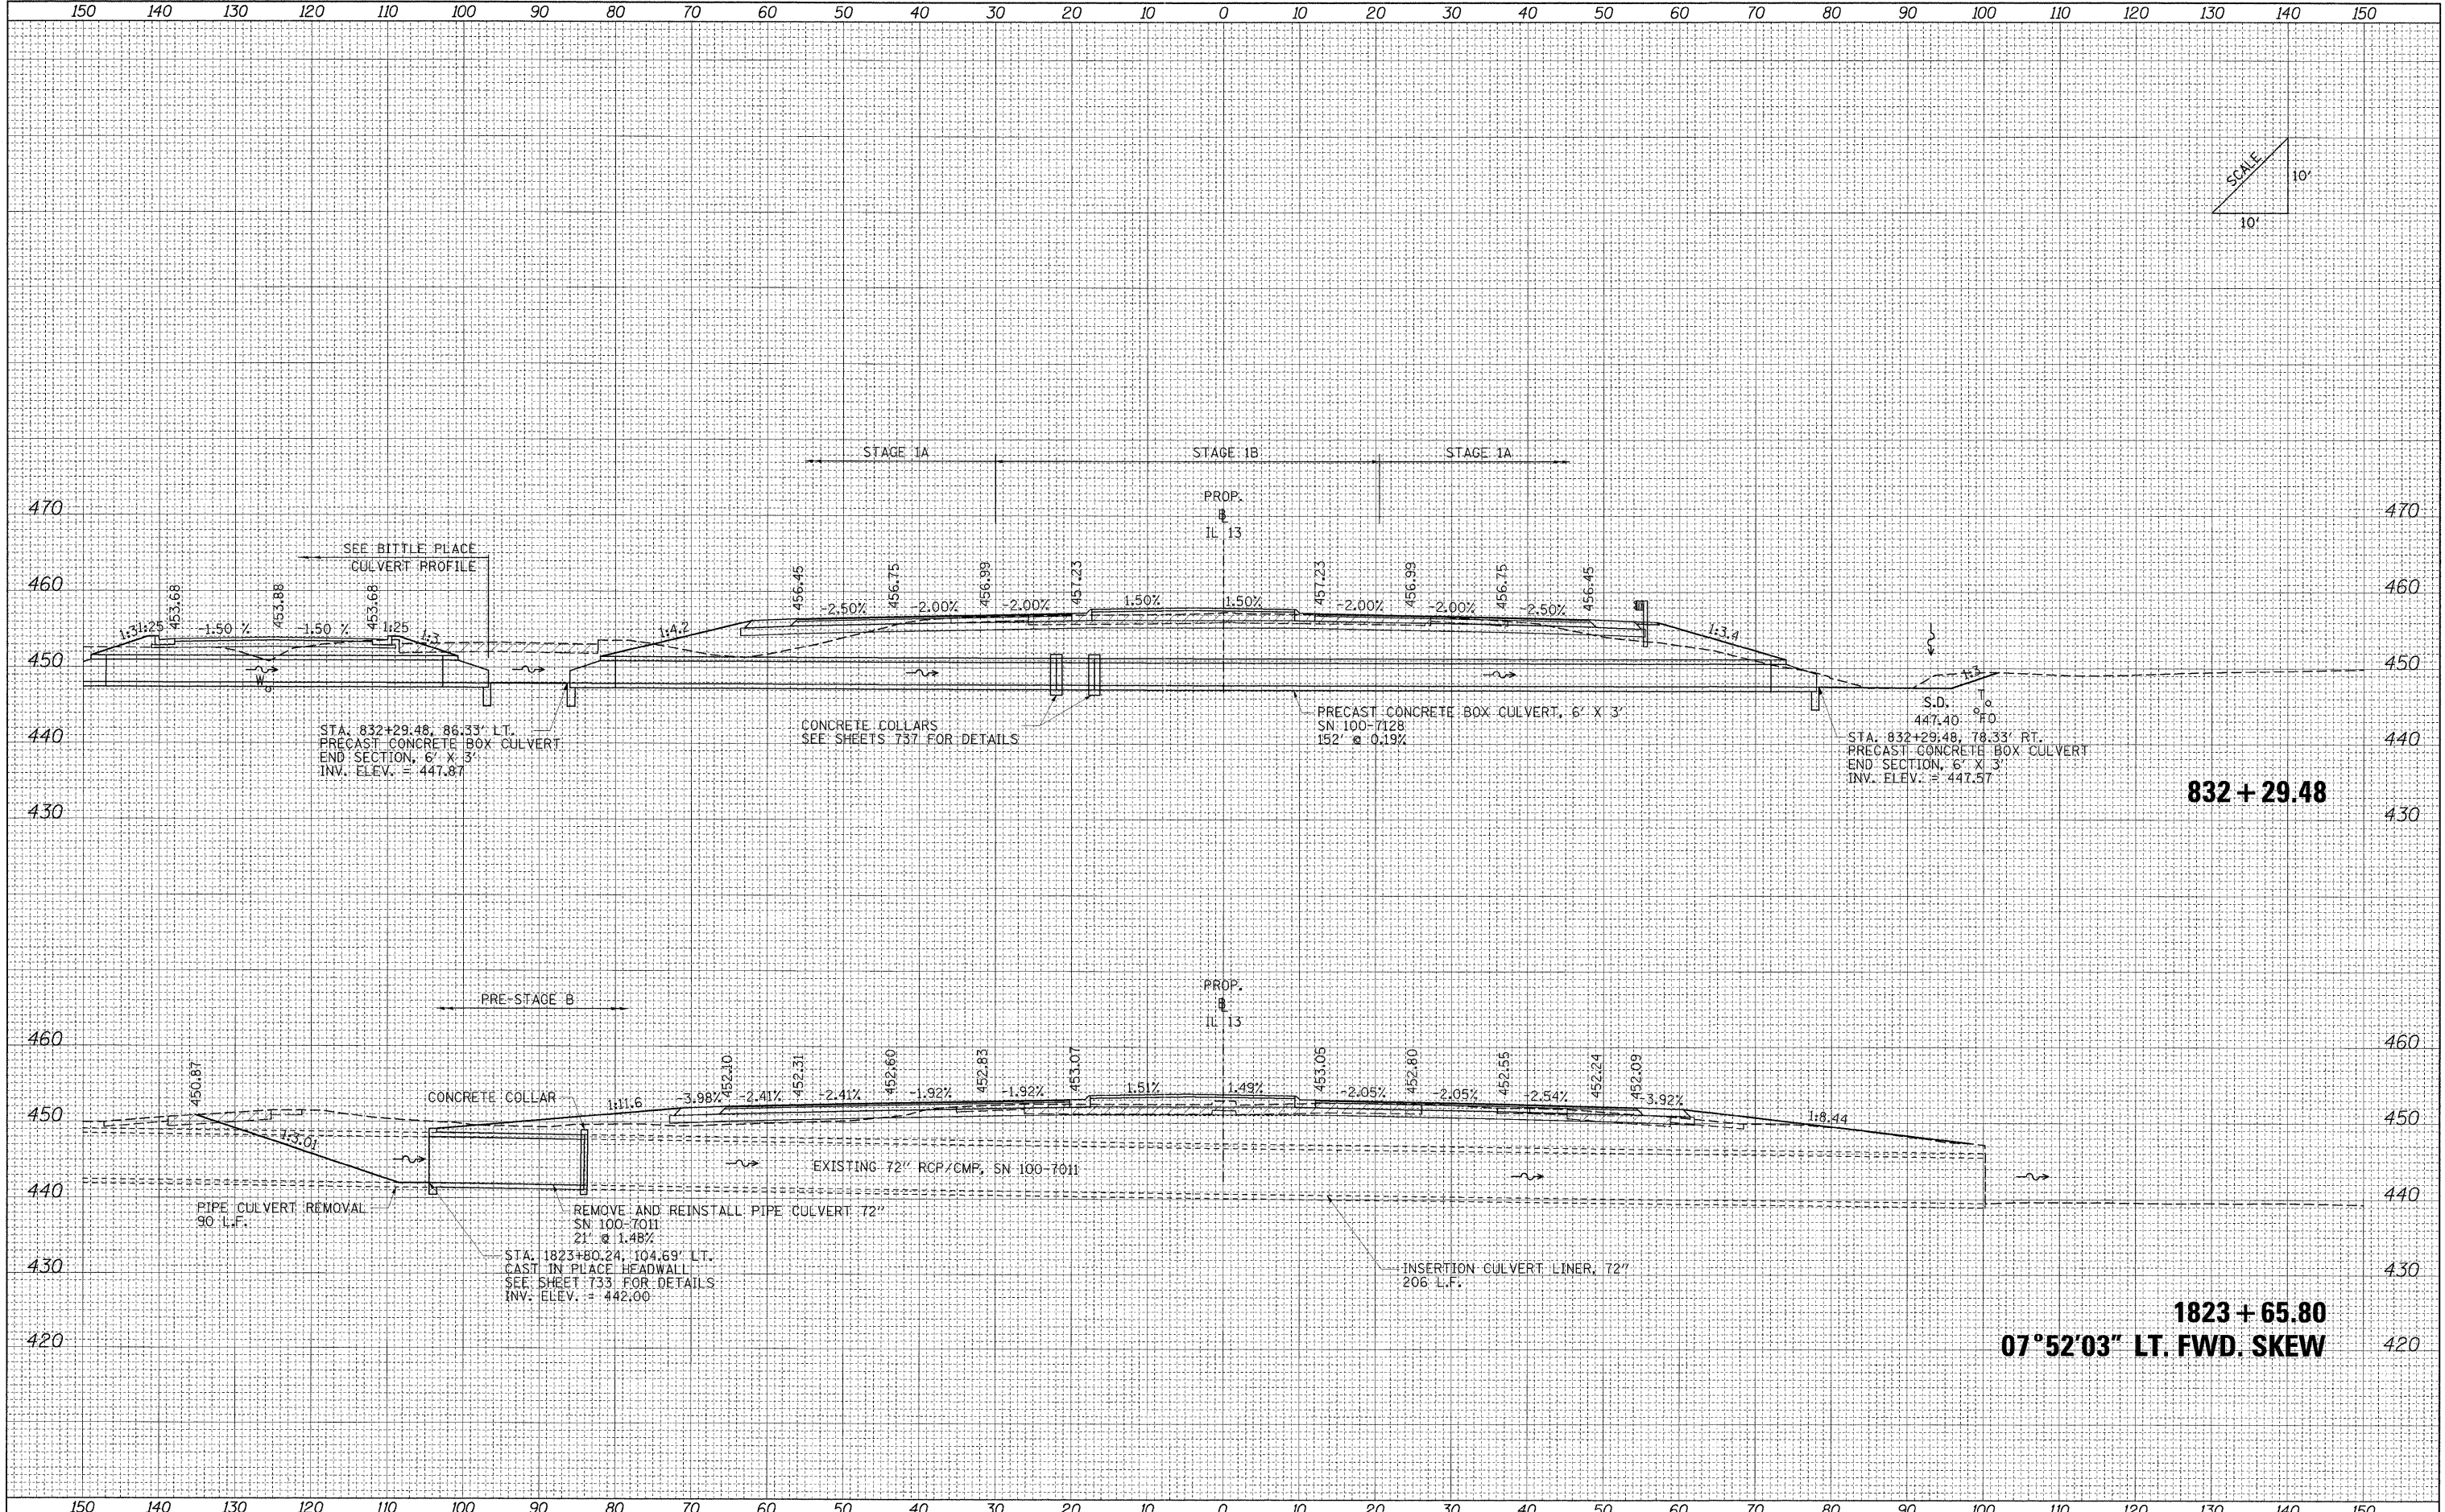 150 140 130 120 110 100 90 80 70 60 50 40 30 20 10 0 10 20 30 40 50 60 70 80 90 100 110 120 130 140 150
SCALE
10'
10'
STAGE 1A
STAGE 1B
STAGE 1A
470
PROP.
IL 13
470
SEE BITTLE PLACE
CULVERT PROFILE
460
453.68
453.88
453.68
456.45
456.75
456.99
457.23
457.23
456.99
456.75
456.45
460
1:3
1:25
-1.50 %
-1.50 %
1:25
1:3
1:4.2
-2.50%
-2.00%
-2.00%
1.50%
1.50%
-2.00%
-2.00%
-2.50%
1:3.4
1:3
450
450
W
S.D.
447.40
T
FO
STA. 832+29.48, 86.33' LT.
PRECAST CONCRETE BOX CULVERT
END SECTION, 6' X 3'
INV. ELEV. = 447.87
CONCRETE COLLARS
SEE SHEETS 737 FOR DETAILS
PRECAST CONCRETE BOX CULVERT, 6' X 3'
SN 100-7128
152' @ 0.19%
STA. 832+29.48, 78.33' RT.
PRECAST CONCRETE BOX CULVERT
END SECTION, 6' X 3'
INV. ELEV. = 447.57
440
440
832 + 29.48
430
430
PRE-STAGE B
PROP.
IL 13
460
460
450.87
452.10
452.31
452.60
452.83
453.07
453.05
452.80
452.55
452.24
452.09
CONCRETE COLLAR
1:11.6
-3.98%
-2.41%
-2.41%
-1.92%
-1.92%
1.51%
1.49%
-2.05%
-2.05%
-2.54%
-3.92%
1:8.44
450
450
1:3.01
EXISTING 72" RCP/CMP, SN 100-7011
440
440
PIPE CULVERT REMOVAL
90 L.F.
REMOVE AND REINSTALL PIPE CULVERT 72"
SN 100-7011
21' @ 1.48%
STA. 1823+80.24, 104.69' LT.
CAST IN PLACE HEADWALL
SEE SHEET 733 FOR DETAILS
INV. ELEV. = 442.00
INSERTION CULVERT LINER, 72"
206 L.F.
430
430
1823 + 65.80
07°52'03" LT. FWD. SKEW
420
420
150 140 130 120 110 100 90 80 70 60 50 40 30 20 10 0 10 20 30 40 50 60 70 80 90 100 110 120 130 140 150